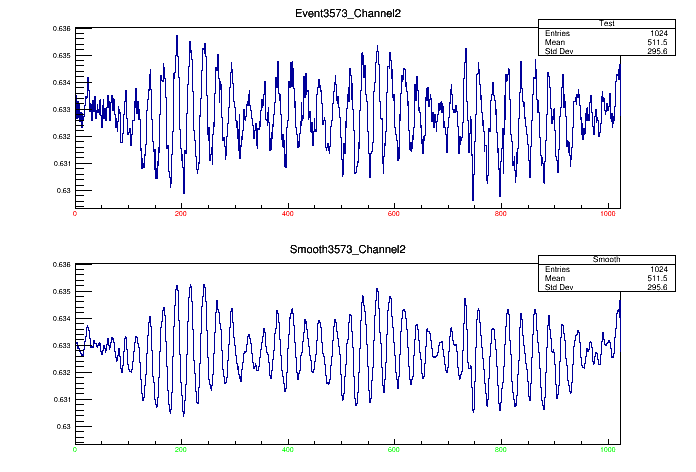 Event3573_Channel2
Test
Entries 1024
Mean 511.5
Std Dev 295.6
0.636
0.635
0.634
0.633
0.632
0.631
0.63
0 200 400 600 800 1000
Smooth3573_Channel2
Smooth
Entries 1024
Mean 511.5
Std Dev 295.6
0.636
0.635
0.634
0.633
0.632
0.631
0.63
0 200 400 600 800 1000